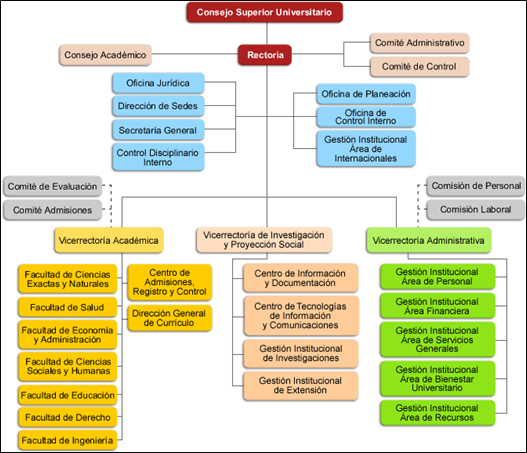 Consejo Superior Universitario
Consejo Académico
Rectoría
Comité Administrativo
Comité de Control
Oficina Jurídica
Dirección de Sedes
Secretaría General
Control Disciplinario
Interno
Oficina de Planeación
Oficina de
Control Interno
Gestión Institucional
Área de
Internacionales
Comité de Evaluación
Comité Admisiones
Comisión de Personal
Comisión Laboral
Vicerrectoría Académica
Vicerrectoría de Investigación
y Proyección Social
Vicerrectoría Administrativa
Facultad de Ciencias
Exactas y Naturales
Facultad de Salud
Facultad de Economía
y Administración
Facultad de Ciencias
Sociales y Humanas
Facultad de Educación
Facultad de Derecho
Facultad de Ingeniería
Centro de
Admisiones,
Registro y Control
Dirección General
de Currículo
Centro de Información
y Documentación
Centro de Tecnologías
de Información
y Comunicaciones
Gestión Institucional
de Investigaciones
Gestión Institucional
de Extensión
Gestión Institucional
Área de Personal
Gestión Institucional
Área Financiera
Gestión Institucional
Área de Servicios
Generales
Gestión Institucional
Área de Bienestar
Universitario
Gestión Institucional
Área de Recursos